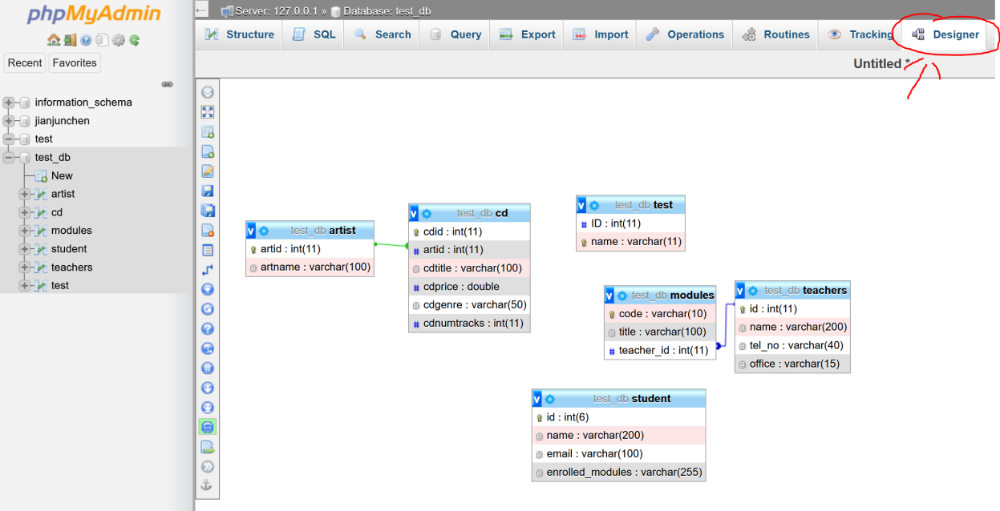 phpMyAdmin
Recent Favorites
information_schema
jianjunchen
test
test_db
New
artist
cd
modules
student
teachers
test
Server: 127.0.0.1 » Database: test_db
Structure SQL Search Query Export Import Operations Routines Tracking Designer
Untitled *
test_db artist
artid : int(11)
artname : varchar(100)
test_db cd
cdid : int(11)
artid : int(11)
cdtitle : varchar(100)
cdprice : double
cdgenre : varchar(50)
cdnumtracks : int(11)
test_db test
ID : int(11)
name : varchar(11)
test_db modules
code : varchar(10)
title : varchar(100)
teacher_id : int(11)
test_db teachers
id : int(11)
name : varchar(200)
tel_no : varchar(40)
office : varchar(15)
test_db student
id : int(6)
name : varchar(200)
email : varchar(100)
enrolled_modules : varchar(255)